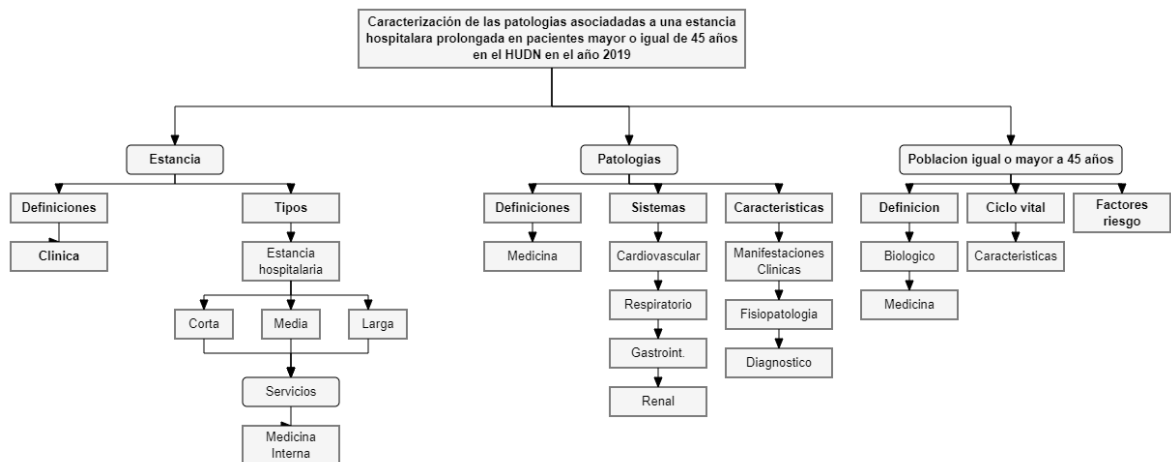 Caracterización de las patologias asociadadas a una estancia
hospitalara prolongada en pacientes mayor o igual de 45 años
en el HUDN en el año 2019
Estancia
Patologias
Poblacion igual o mayor a 45 años
Definiciones
Tipos
Definiciones
Sistemas
Caracteristicas
Definicion
Ciclo vital
Factores
riesgo
Clinica
Estancia
hospitalaria
Medicina
Cardiovascular
Manifestaciones
Clinicas
Biologico
Caracteristicas
Corta
Media
Larga
Respiratorio
Fisiopatologia
Medicina
Gastroint.
Diagnostico
Servicios
Renal
Medicina
Interna